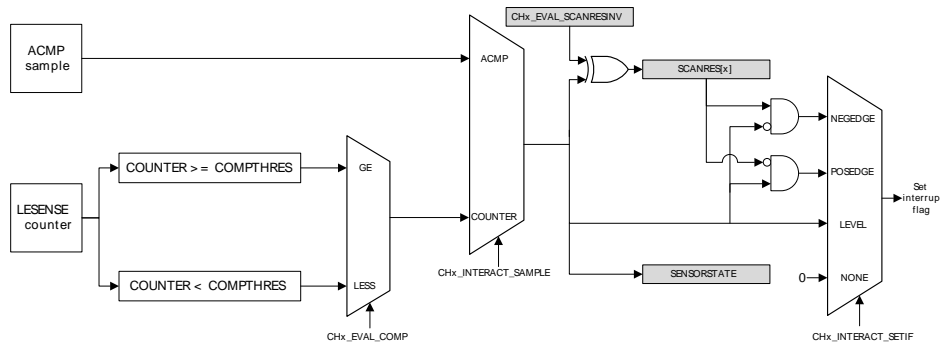 CHx_EVAL_SCANRESINV
ACMP
sample
ACMP
SCANRES[x]
NEGEDGE
COUNTER >= COMPTHRES
GE
POSEDGE
LESENSE
counter
COUNTER
LEVEL
Set
interrup
flag
CHx_INTERACT_SAMPLE
SENSORSTATE
COUNTER < COMPTHRES
LESS
0
NONE
CHx_EVAL_COMP
CHx_INTERACT_SETIF